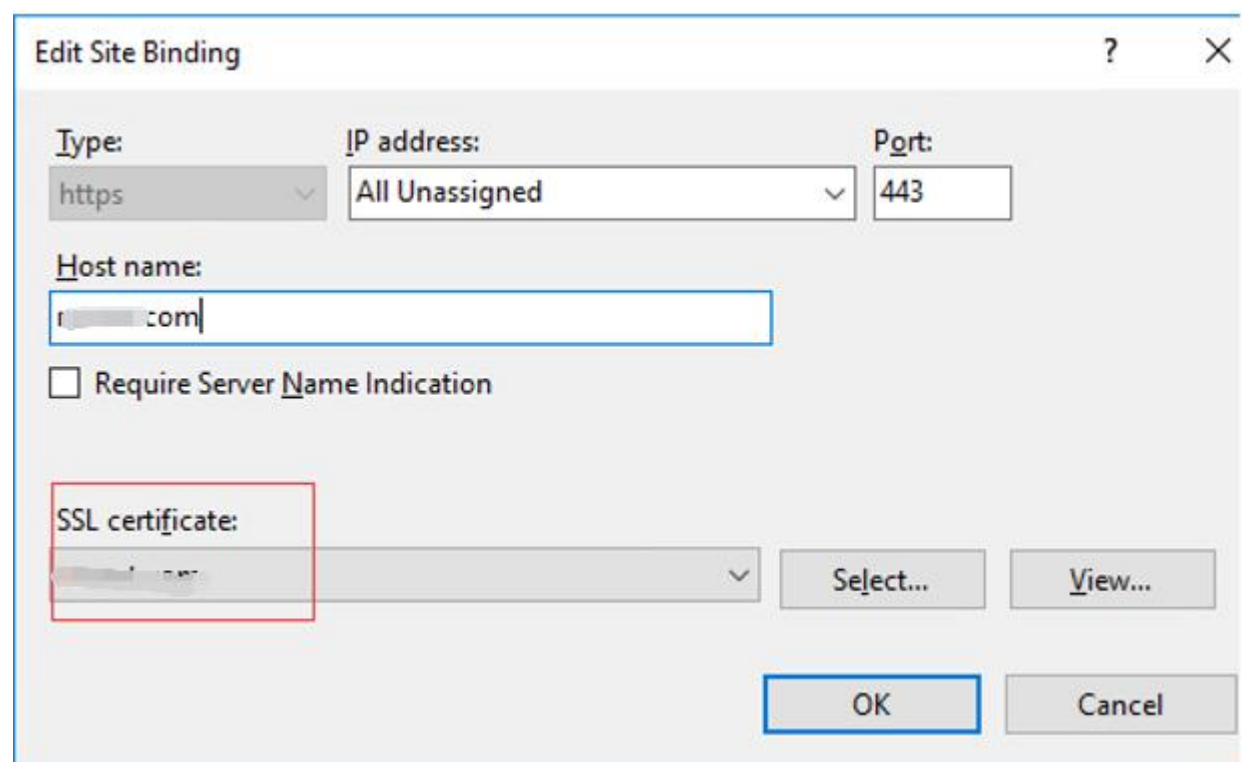 Edit Site Binding ? X
Type: IP address: Port:
https All Unassigned 443
Host name:
.com
Require Server Name Indication
SSL certificate:
Select... View...
OK Cancel